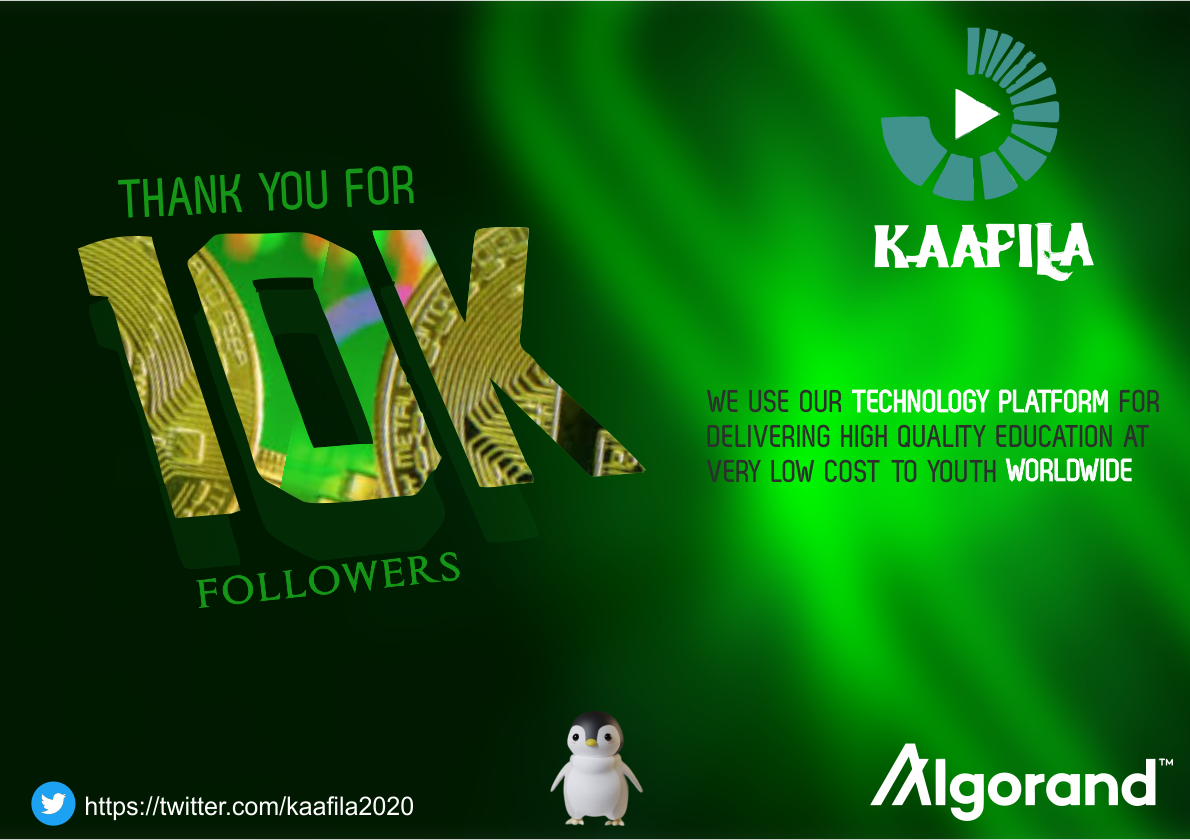 THANK YOU FOR
10K
FOLLOWERS
KAAFILA
WE USE OUR TECHNOLOGY PLATFORM FOR
DELIVERING HIGH QUALITY EDUCATION AT
VERY LOW COST TO YOUTH WORLDWIDE
https://twitter.com/kaafila2020
Algorand™